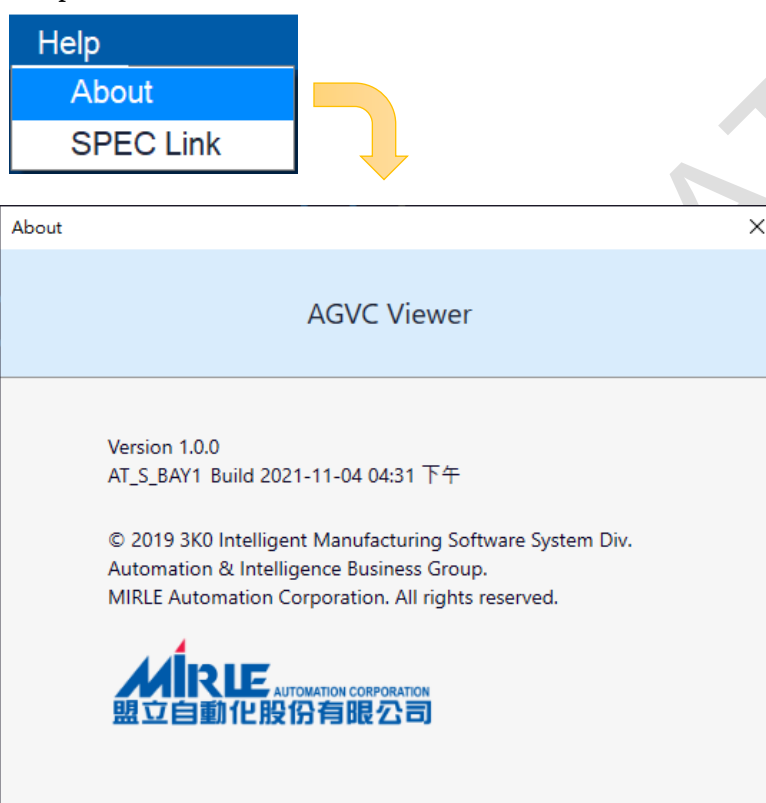 Help
About
SPEC Link
About
AGVC Viewer
Version 1.0.0
AT_S_BAY1 Build 2021-11-04 04:31 下午
© 2019 3K0 Intelligent Manufacturing Software System Div.
Automation & Intelligence Business Group.
MIRLE Automation Corporation. All rights reserved.
MIRLE AUTOMATION CORPORATION
盟立自動化股份有限公司